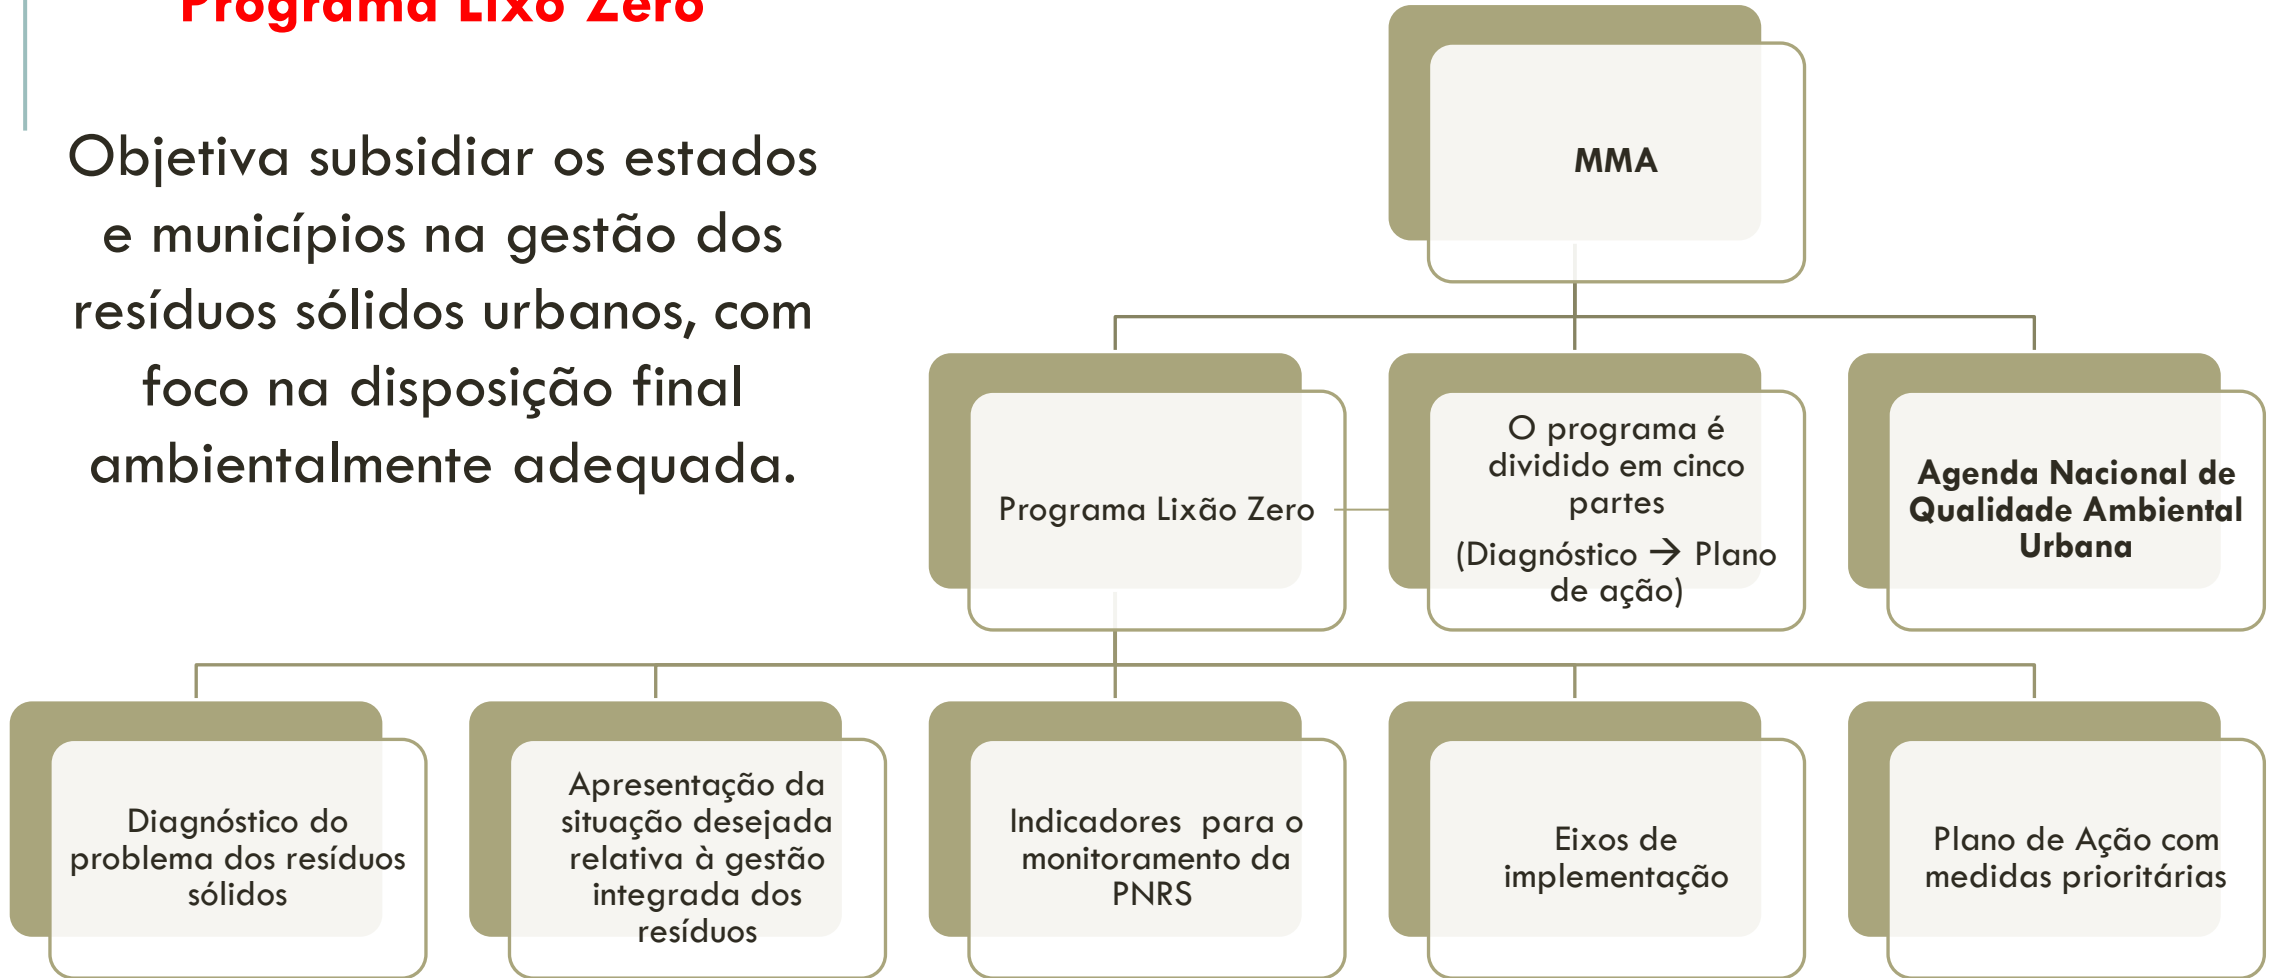 Programa Lixo Zero
Objetiva subsidiar os estados
e municípios na gestão dos
resíduos sólidos urbanos, com
foco na disposição final
ambientalmente adequada.
MMA
Programa Lixão Zero
O programa é
dividido em cinco
partes
(Diagnóstico → Plano
de ação)
Agenda Nacional de
Qualidade Ambiental
Urbana
Diagnóstico do
problema dos resíduos
sólidos
Apresentação da
situação desejada
relativa à gestão
integrada dos
resíduos
Indicadores para o
monitoramento da
PNRS
Eixos de
implementação
Plano de Ação com
medidas prioritárias